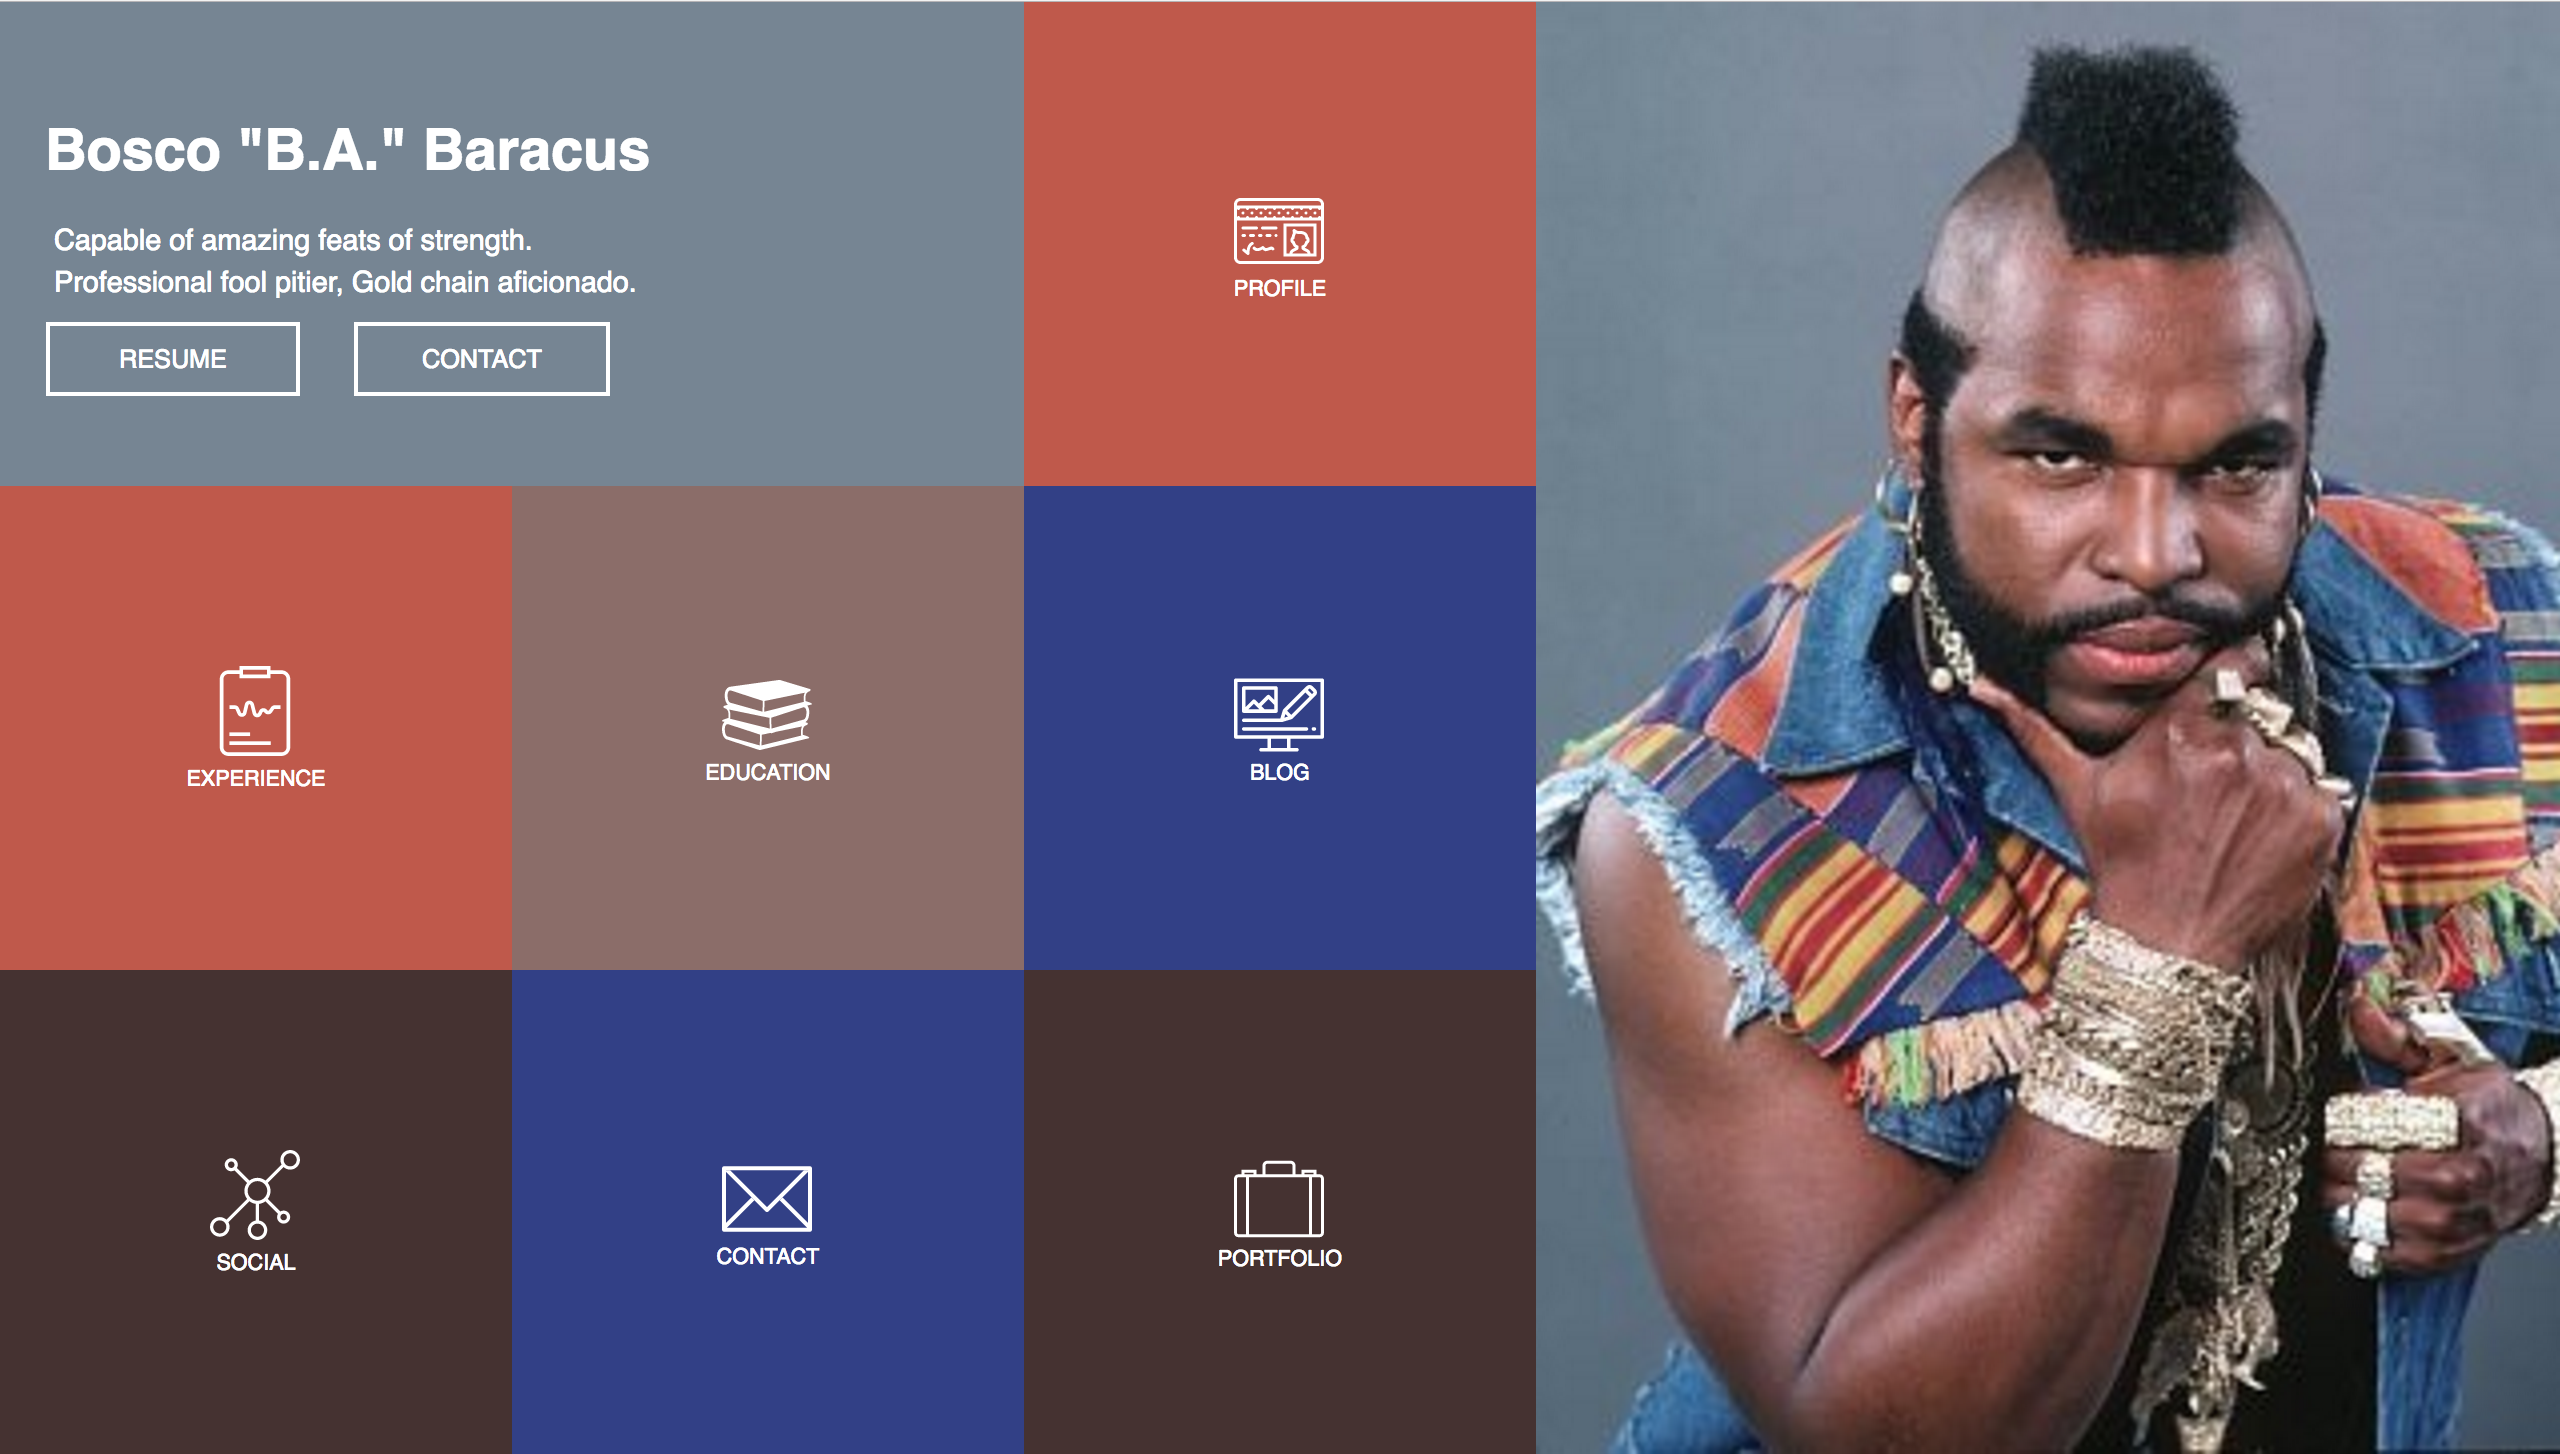 Bosco "B.A." Baracus
Capable of amazing feats of strength.
Professional fool pitier, Gold chain aficionado.
RESUME
CONTACT
PROFILE
EXPERIENCE
EDUCATION
BLOG
SOCIAL
CONTACT
PORTFOLIO